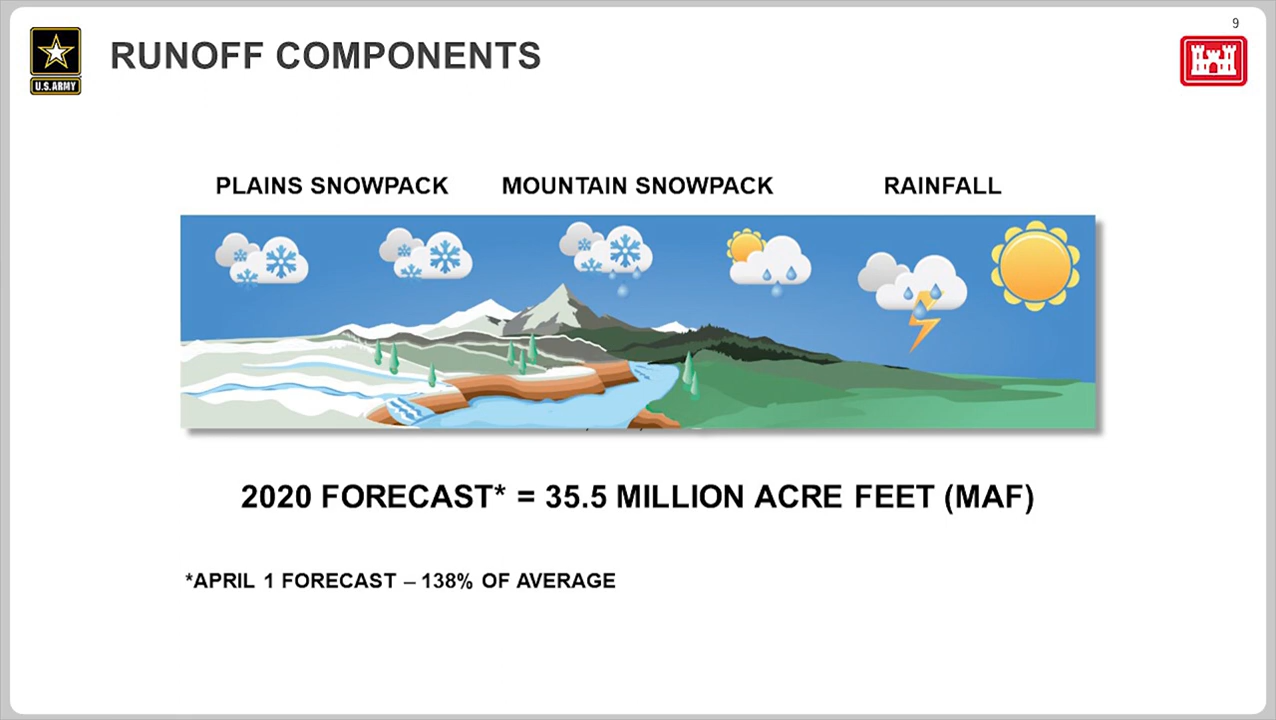 9
RUNOFF COMPONENTS
U.S.ARMY
PLAINS SNOWPACK MOUNTAIN SNOWPACK RAINFALL
2020 FORECAST* = 35.5 MILLION ACRE FEET (MAF)
*APRIL 1 FORECAST – 138% OF AVERAGE